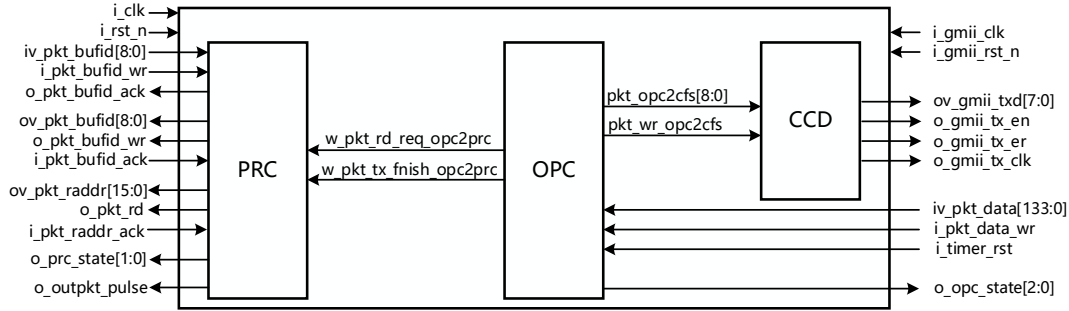 i_clk
i_rst_n
iv_pkt_bufid[8:0]
i_pkt_bufid_wr
o_pkt_bufid_ack
ov_pkt_bufid[8:0]
o_pkt_bufid_wr
i_pkt_bufid_ack
ov_pkt_raddr[15:0]
o_pkt_rd
i_pkt_raddr_ack
o_prc_state[1:0]
o_outpkt_pulse
PRC
w_pkt_rd_req_opc2prc
w_pkt_tx_fnish_opc2prc
OPC
pkt_opc2cfs[8:0]
pkt_wr_opc2cfs
CCD
i_gmii_clk
i_gmii_rst_n
ov_gmii_txd[7:0]
o_gmii_tx_en
o_gmii_tx_er
o_gmii_tx_clk
iv_pkt_data[133:0]
i_pkt_data_wr
i_timer_rst
o_opc_state[2:0]